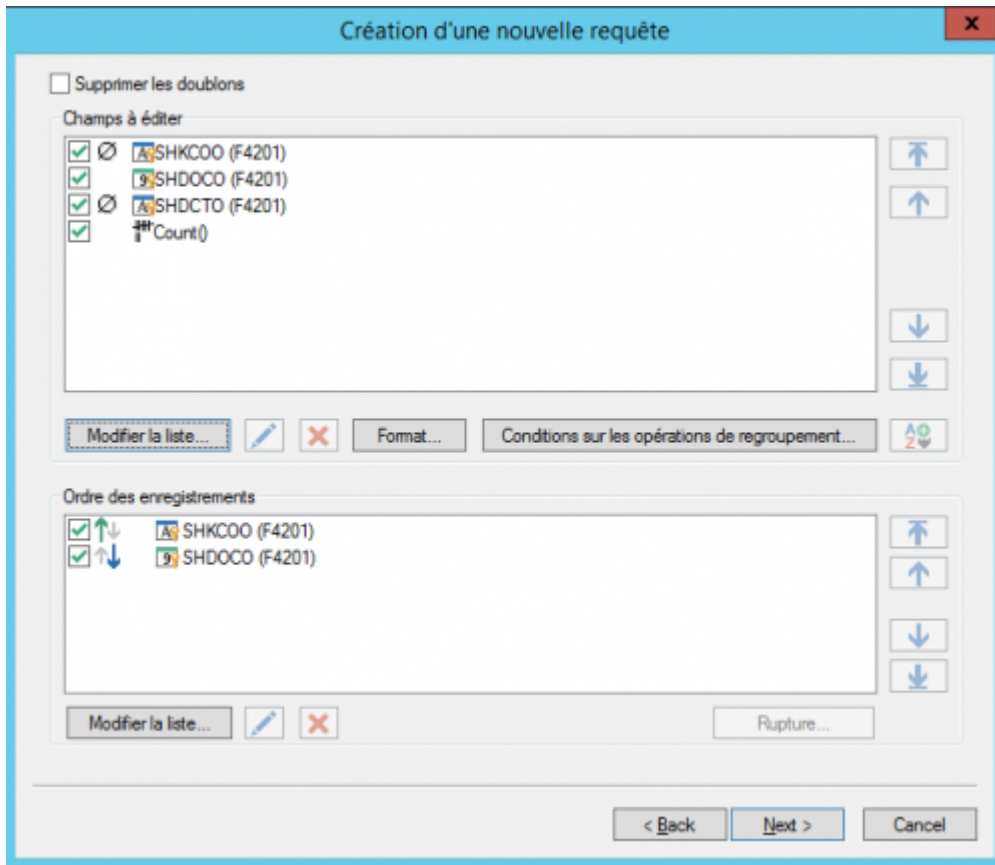 Création d'une nouvelle requête
x
Supprimer les doublons
Champs à éditer
SHKCOO (F4201)
SHDOCO (F4201)
SHDCTO (F4201)
Count()
Modifier la liste...
Format...
Conditions sur les opérations de regroupement...
Ordre des enregistrements
SHKCOO (F4201)
SHDOCO (F4201)
Modifier la liste...
Rupture...
< Back
Next >
Cancel